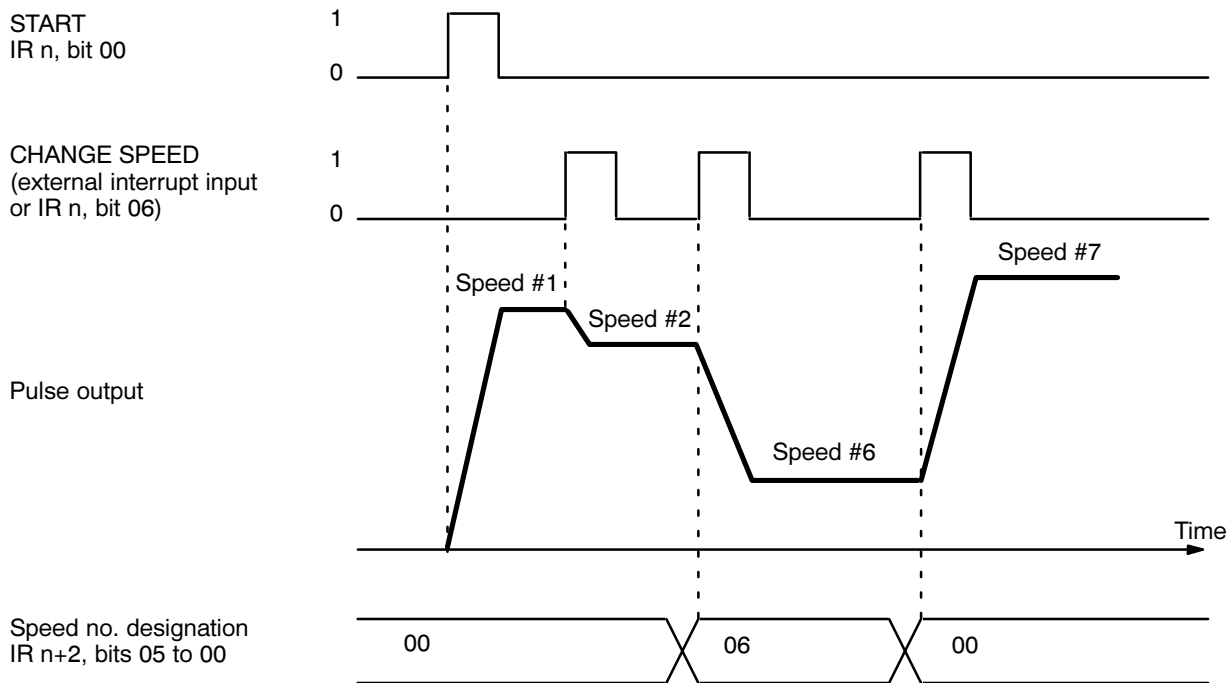 START
IR n, bit 00
1
0
CHANGE SPEED
(external interrupt input
or IR n, bit 06)
1
0
Speed #1
Speed #2
Speed #6
Speed #7
Pulse output
Time
Speed no. designation
IR n+2, bits 05 to 00
00
06
00